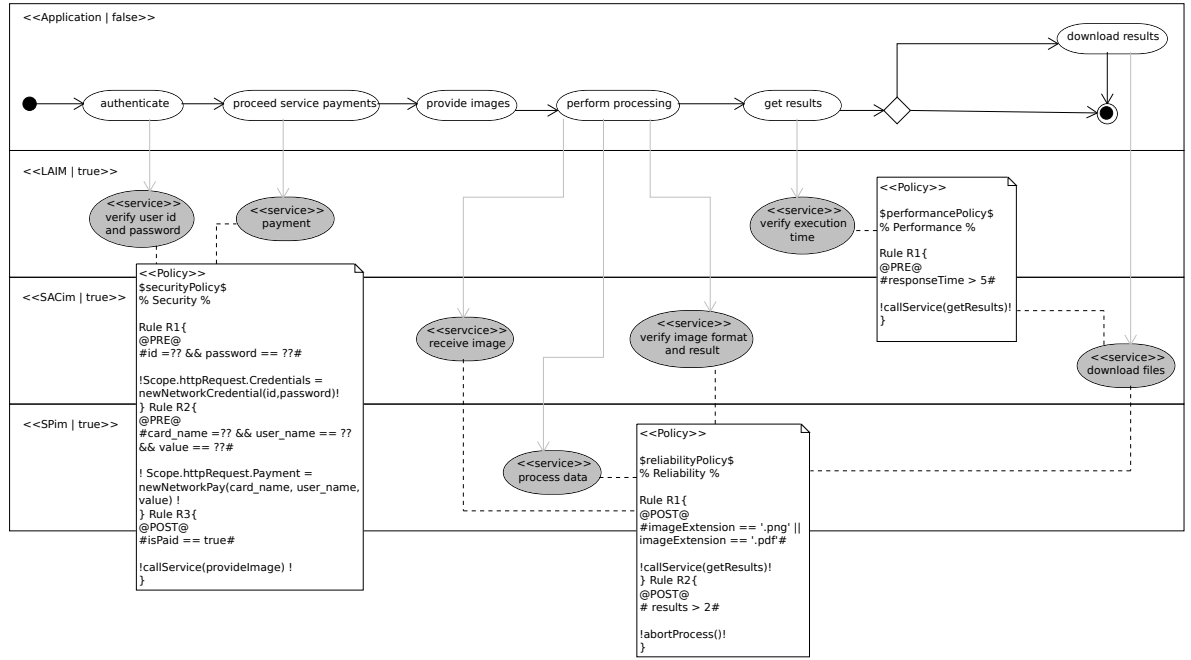 <<Application | false>>
download results
authenticate
proceed service payments
provide images
perform processing
get results
<<LAIM | true>>
<<service>>
verify user id
and password
<<service>>
payment
<<service>>
verify execution
time
<<Policy>>
$performancePolicy$
% Performance %
Rule R1{
@PRE@
#responseTime > 5#
!callService(getResults)!
}
<<SACim | true>>
<<Policy>>
$securityPolicy$
% Security %
Rule R1{
@PRE@
#id =?? && password == ??#
!Scope.httpRequest.Credentials =
newNetworkCredential(id,password)!
} Rule R2{
@PRE@
#card_name =?? && user_name == ??
&& value == ??#
! Scope.httpRequest.Payment =
newNetworkPay(card_name, user_name,
value) !
} Rule R3{
@POST@
#isPaid == true#
!callService(provideImage) !
}
<<servcice>>
receive image
<<service>>
verify image format
and result
<<service>>
download files
<<SPim | true>>
<<service>>
process data
<<Policy>>
$reliabilityPolicy$
% Reliability %
Rule R1{
@POST@
#imageExtension == '.png' ||
imageExtension == '.pdf'#
!callService(getResults)!
} Rule R2{
@POST@
# results > 2#
!abortProcess()!
}